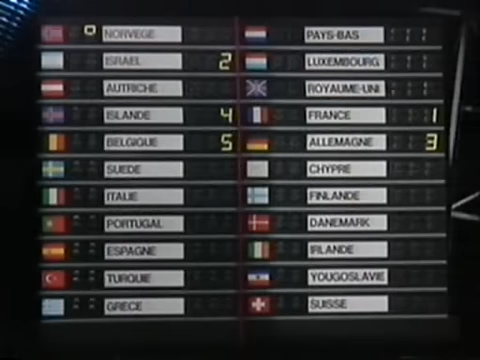 0 NORVEGE
ISRAEL 2
AUTRICHE
ISLANDE 4
BELGIQUE 5
SUEDE
ITALIE
PORTUGAL
ESPAGNE
TURQUIE
GRECE
PAYS-BAS
LUXEMBOURG
ROYAUME-UNI
FRANCE 1
ALLEMAGNE 3
CHYPRE
FINLANDE
DANEMARK
IRLANDE
YOUGOSLAVIE
SUISSE